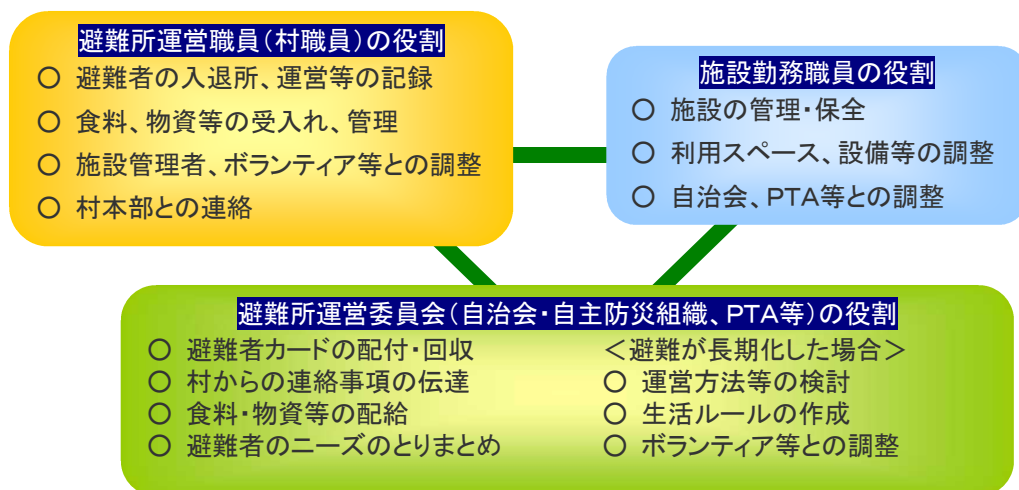 避難所運営職員（村職員）の役割
○ 避難者の入退所、運営等の記録
○ 食料、物資等の受入れ、管理
○ 施設管理者、ボランティア等との調整
○ 村本部との連絡
施設勤務職員の役割
○ 施設の管理・保全
○ 利用スペース、設備等の調整
○ 自治会、PTA等との調整
避難所運営委員会（自治会・自主防災組織、PTA等）の役割
○ 避難者カードの配付・回収
○ 村からの連絡事項の伝達
○ 食料・物資等の配給
○ 避難者のニーズのとりまとめ
＜避難が長期化した場合＞
○ 運営方法等の検討
○ 生活ルールの作成
○ ボランティア等との調整